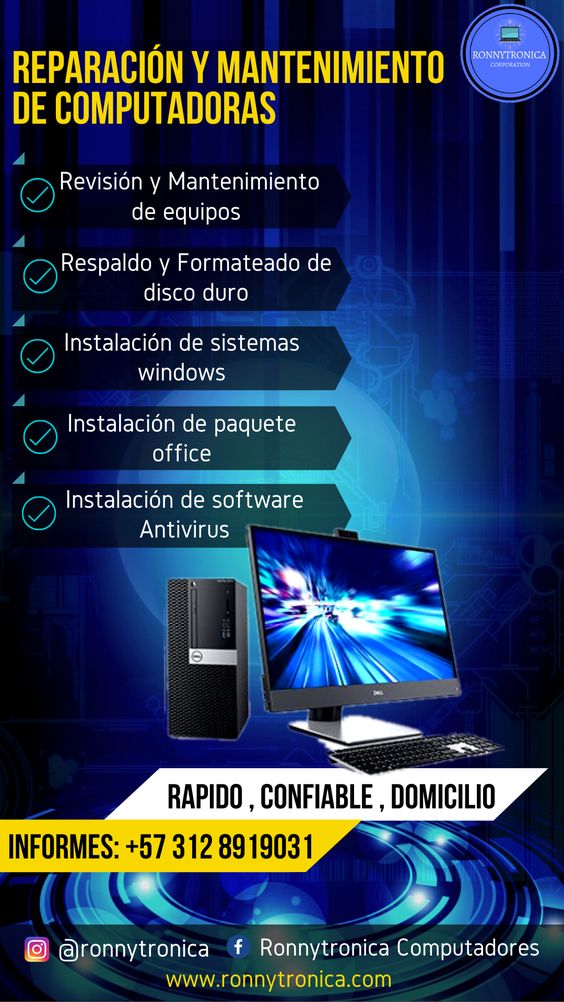 RONNYTRONICA
CORPORATION
REPARACIÓN Y MANTENIMIENTO
DE COMPUTADORAS
Revisión y Mantenimiento
de equipos
Respaldo y Formateado de
disco duro
Instalación de sistemas
windows
Instalación de paquete
office
Instalación de software
Antivirus
DELL
DELL
RAPIDO , CONFIABLE , DOMICILIO
INFORMES: +57 312 8919031
@ronnytronica
Ronnytronica Computadores
www.ronnytronica.com